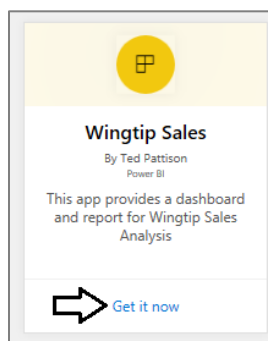 Wingtip Sales
By Ted Pattison
Power BI
This app provides a dashboard
and report for Wingtip Sales
Analysis
Get it now